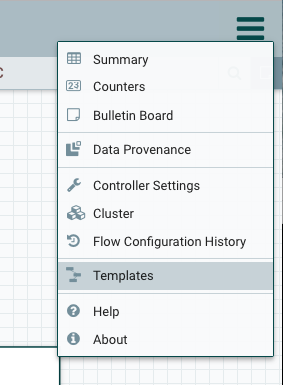 Summary
Counters
Bulletin Board
Data Provenance
Controller Settings
Cluster
Flow Configuration History
Templates
Help
About